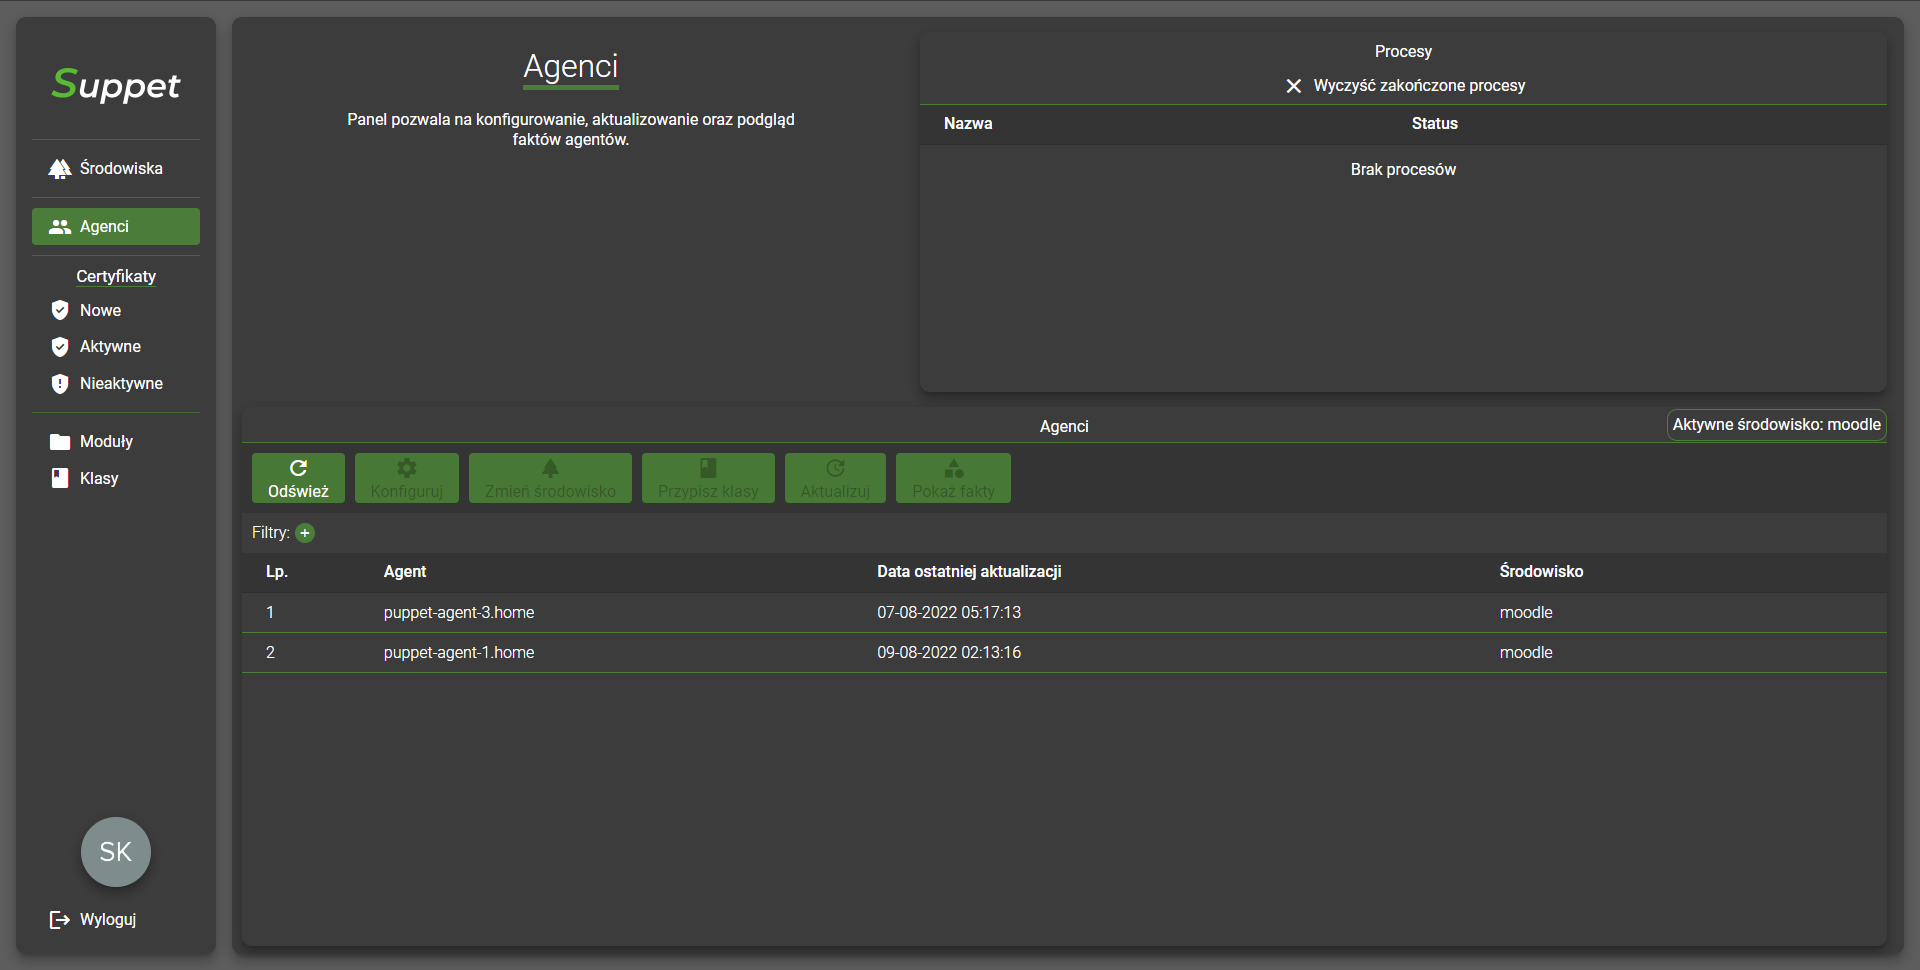 Suppet
Środowiska
Agenci
Certyfikaty
Nowe
Aktywne
Nieaktywne
Moduły
Klasy
SK
Wyloguj
Agenci
Panel pozwala na konfigurowanie, aktualizowanie oraz podgląd
faktów agentów.
Procesy
Wyczyść zakończone procesy
Nazwa Status
Brak procesów
Agenci
Aktywne środowisko: moodle
Odśwież Konfiguruj Zmień środowisko Przypisz klasy Aktualizuj Pokaż fakty
Filtry:
Lp. Agent Data ostatniej aktualizacji Środowisko
1 puppet-agent-3.home 07-08-2022 05:17:13 moodle
2 puppet-agent-1.home 09-08-2022 02:13:16 moodle